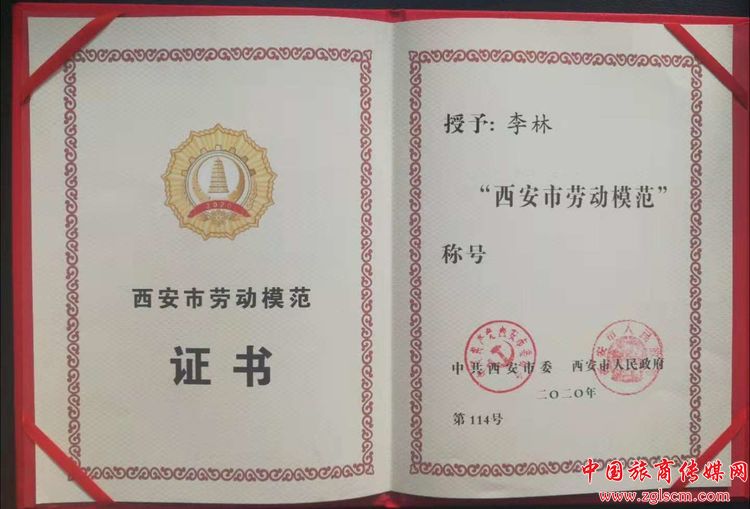 2020
西安市劳动模范
证书
授予：李林
“西安市劳动模范”
称号
中共西安市委 西安市人民政府
二〇二〇年
第114号
中国旅商传媒网
www.zglscm.com